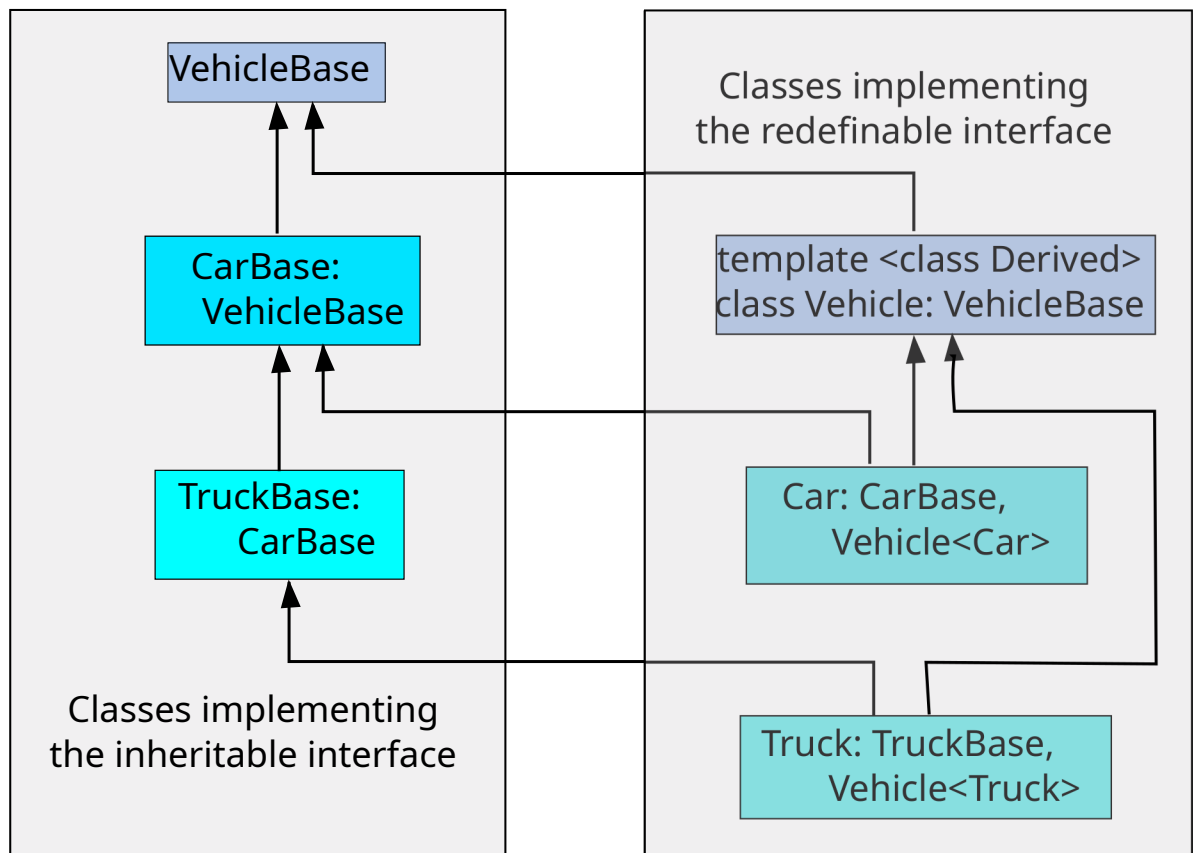 VehicleBase
CarBase:
VehicleBase
TruckBase:
CarBase
Classes implementing
the inheritable interface
Classes implementing
the redefinable interface
template <class Derived>
class Vehicle: VehicleBase
Car: CarBase,
Vehicle<Car>
Truck: TruckBase,
Vehicle<Truck>